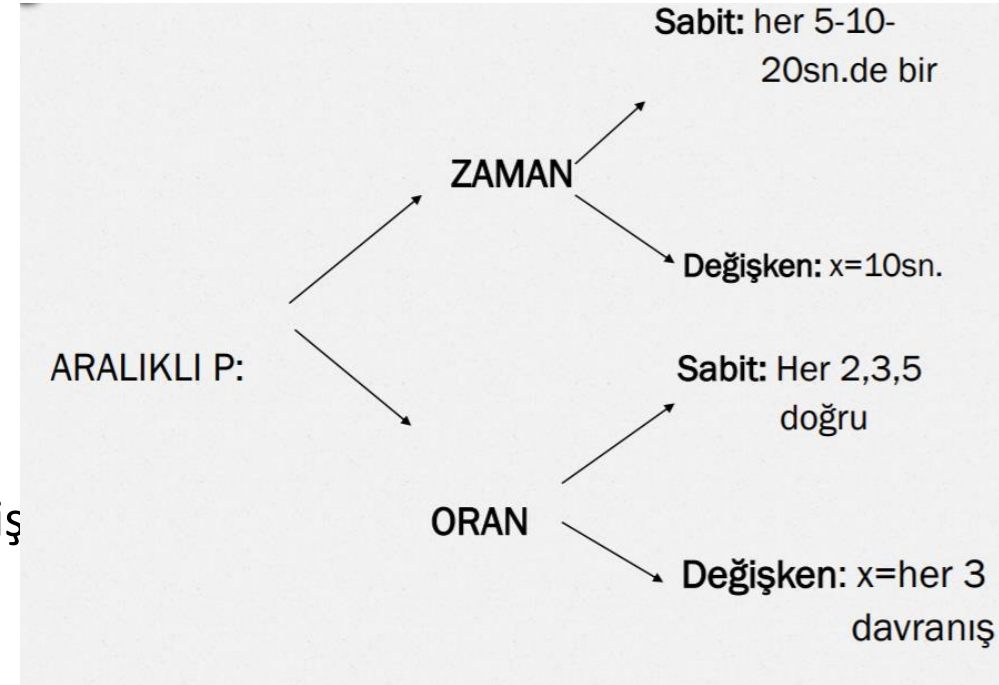 Sabit: her 5-10-
20sn.de bir
ZAMAN
Değişken: x=10sn.
ARALIKLI P:
Sabit: Her 2,3,5
doğru
ORAN
Değişken: x=her 3
davranış